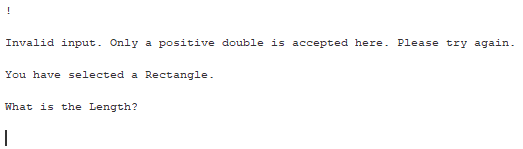 !
Invalid input. Only a positive double is accepted here. Please try again.
You have selected a Rectangle.
What is the Length?